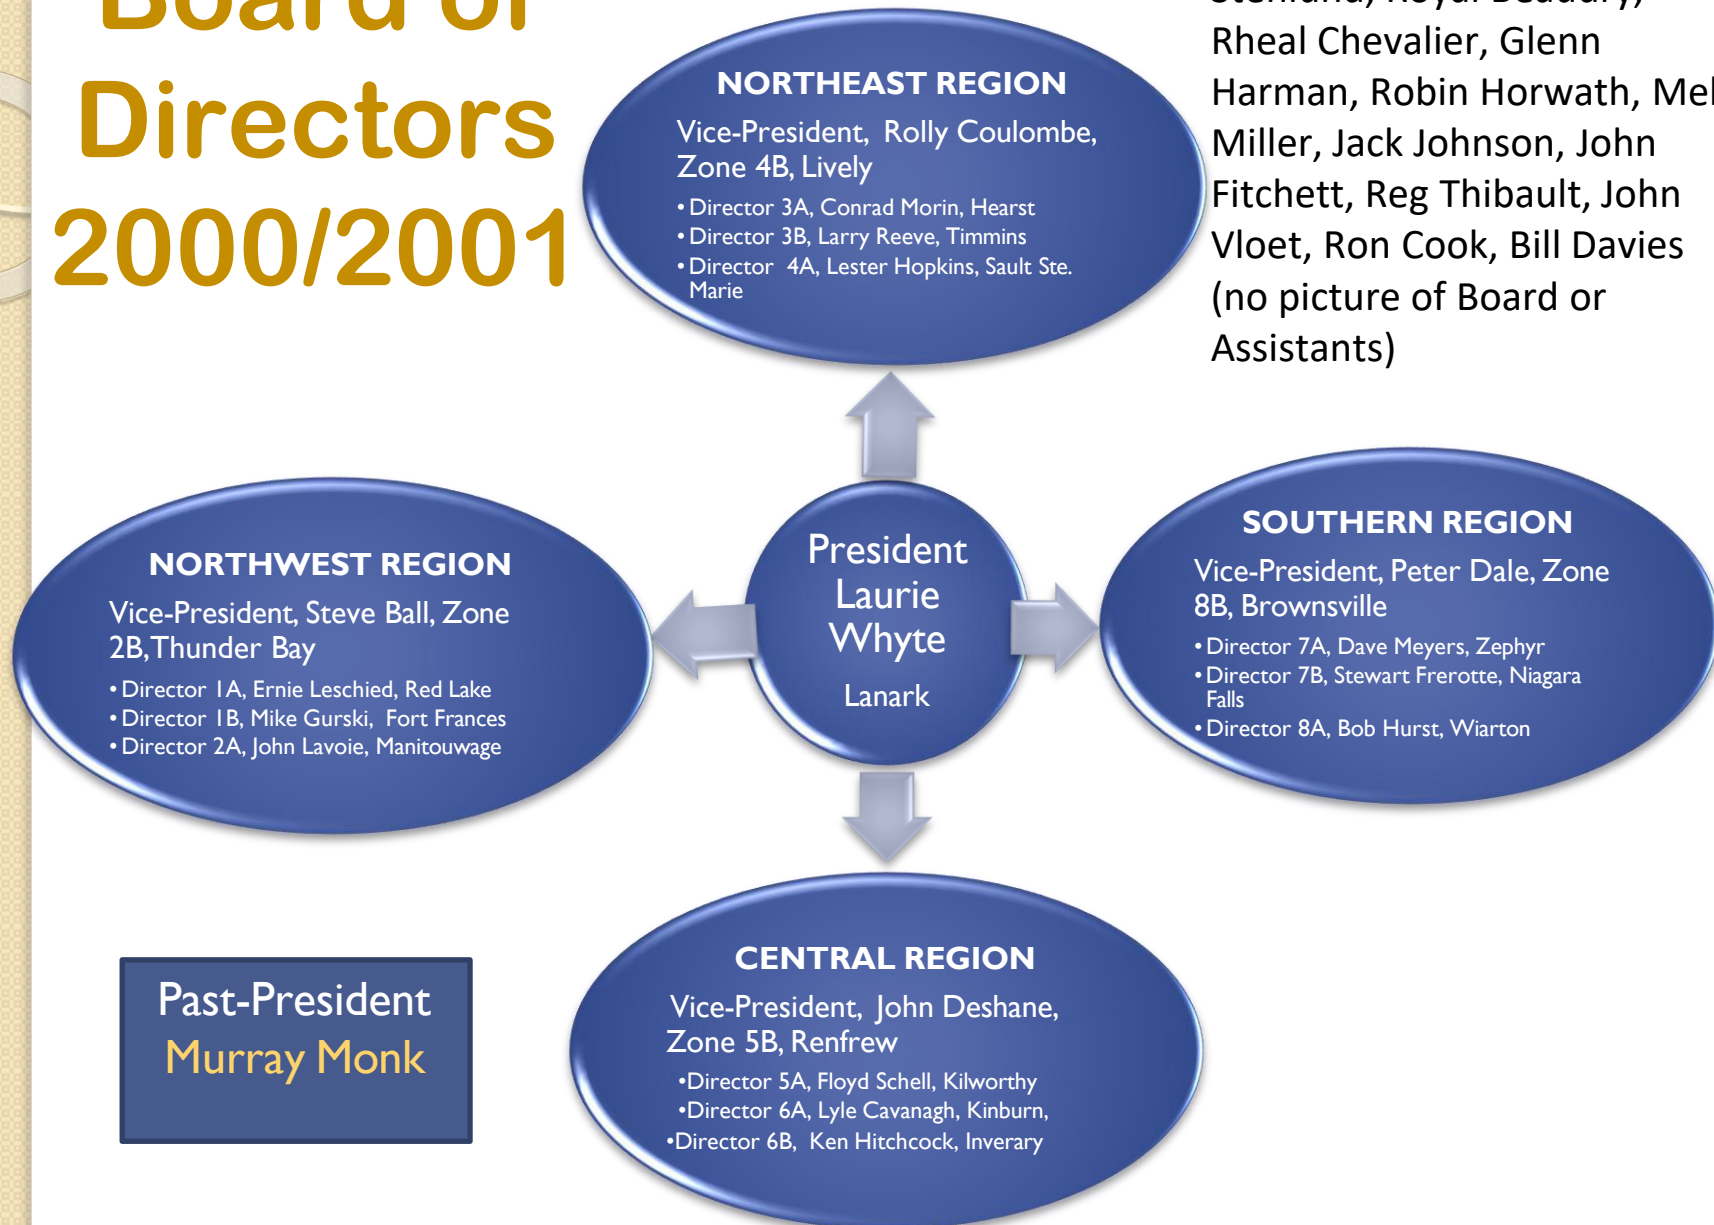 Board of
Directors
2000/2001
Stenlund, Royal Beaudry,
Rheal Chevalier, Glenn
Harman, Robin Horwath, Mel
Miller, Jack Johnson, John
Fitchett, Reg Thibault, John
Vloet, Ron Cook, Bill Davies
(no picture of Board or
Assistants)
NORTHEAST REGION
Vice-President, Rolly Coulombe,
Zone 4B, Lively
• Director 3A, Conrad Morin, Hearst
• Director 3B, Larry Reeve, Timmins
• Director 4A, Lester Hopkins, Sault Ste.
Marie
NORTHWEST REGION
Vice-President, Steve Ball, Zone
2B,Thunder Bay
• Director 1A, Ernie Leschied, Red Lake
• Director 1B, Mike Gurski, Fort Frances
• Director 2A, John Lavoie, Manitouwage
President
Laurie
Whyte
Lanark
SOUTHERN REGION
Vice-President, Peter Dale, Zone
8B, Brownsville
• Director 7A, Dave Meyers, Zephyr
• Director 7B, Stewart Frerotte, Niagara
Falls
• Director 8A, Bob Hurst, Wiarton
CENTRAL REGION
Vice-President, John Deshane,
Zone 5B, Renfrew
•Director 5A, Floyd Schell, Kilworthy
•Director 6A, Lyle Cavanagh, Kinburn,
•Director 6B, Ken Hitchcock, Inverary
Past-President
Murray Monk